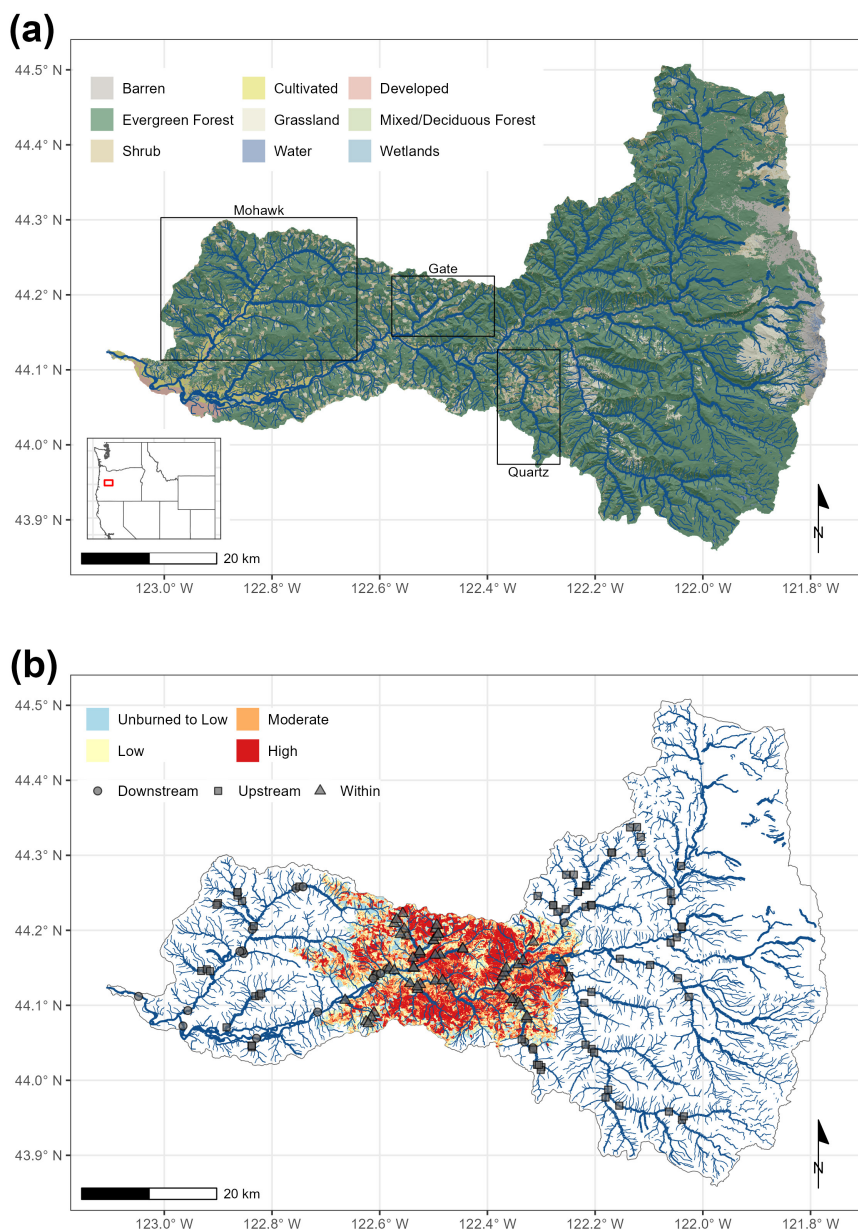 (a)
Barren Cultivated Developed
Evergreen Forest Grassland Mixed/Deciduous Forest
Shrub Water Wetlands
44.5° N
44.4° N
44.3° N
44.2° N
44.1° N
44.0° N
43.9° N
Mohawk
Gate
Quartz
N
20 km
123.0° W 122.8° W 122.6° W 122.4° W 122.2° W 122.0° W 121.8° W
(b)
Unburned to Low Moderate
Low High
Downstream Upstream Within
44.5° N
44.4° N
44.3° N
44.2° N
44.1° N
44.0° N
43.9° N
N
20 km
123.0° W 122.8° W 122.6° W 122.4° W 122.2° W 122.0° W 121.8° W